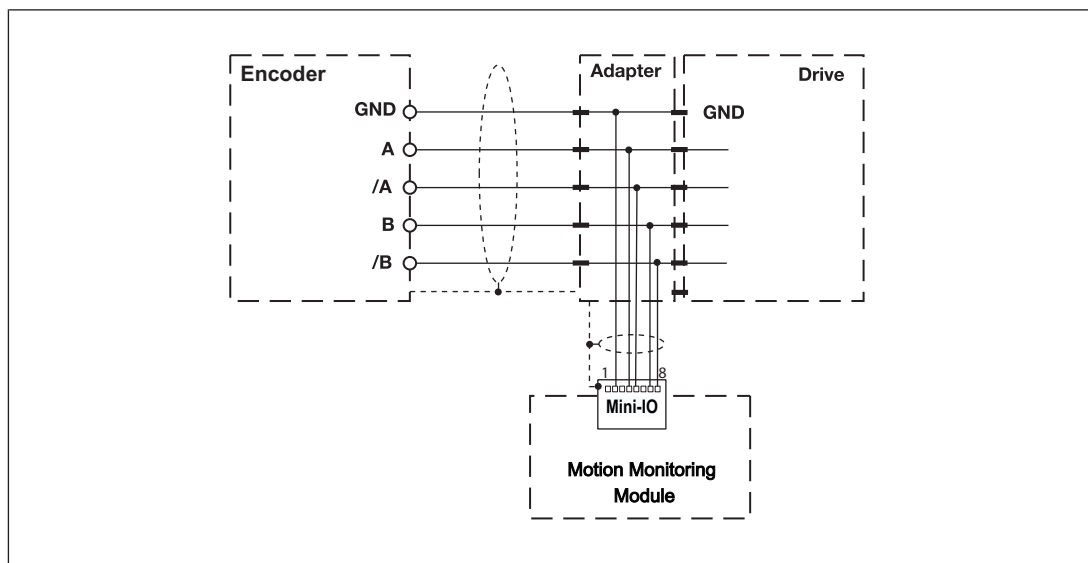 Encoder
Adapter
Drive
GND
GND
A
/A
B
/B
1
8
Mini-IO
Motion Monitoring
Module